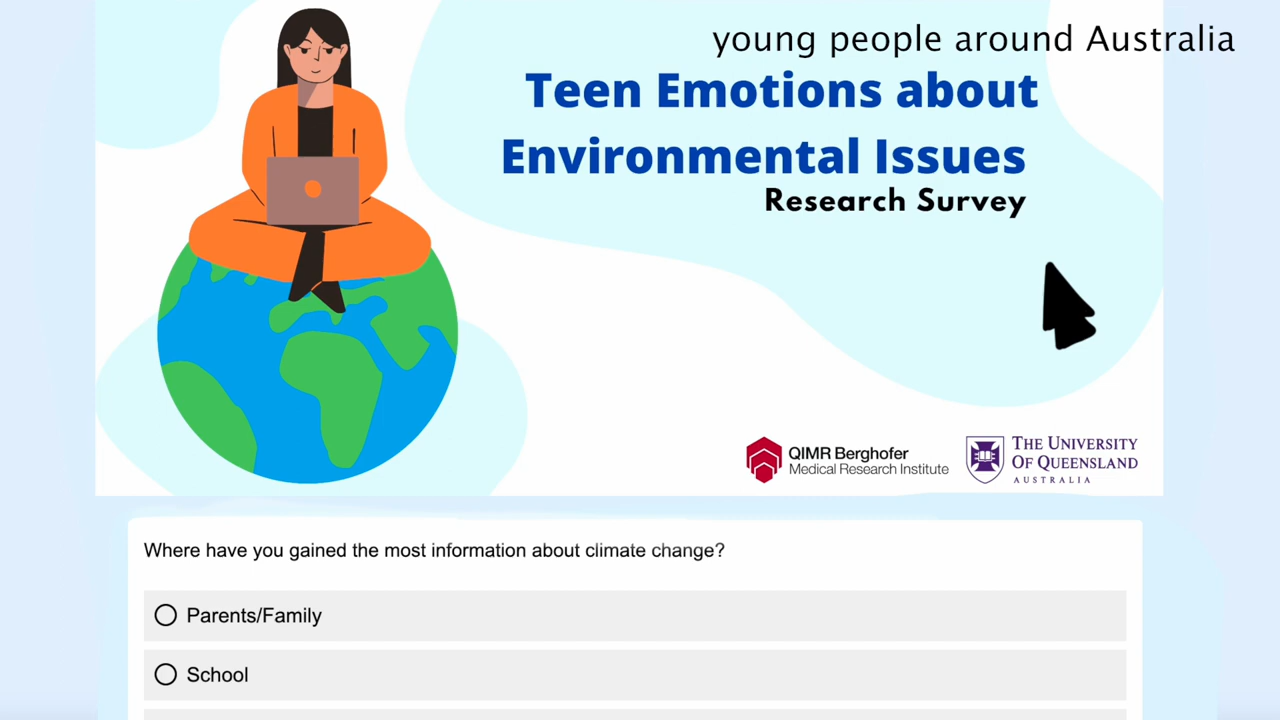 young people around Australia
Teen Emotions about
Environmental Issues
Research Survey
QIMR Berghofer
Medical Research Institute
THE UNIVERSITY
OF QUEENSLAND
AUSTRALIA
Where have you gained the most information about climate change?
Parents/Family
School